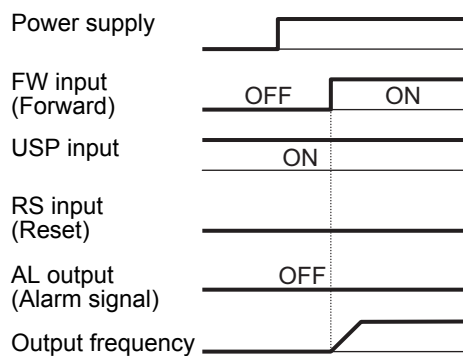 Power supply
FW input
(Forward)
OFF
ON
USP input
ON
RS input
(Reset)
AL output
(Alarm signal)
OFF
Output frequency